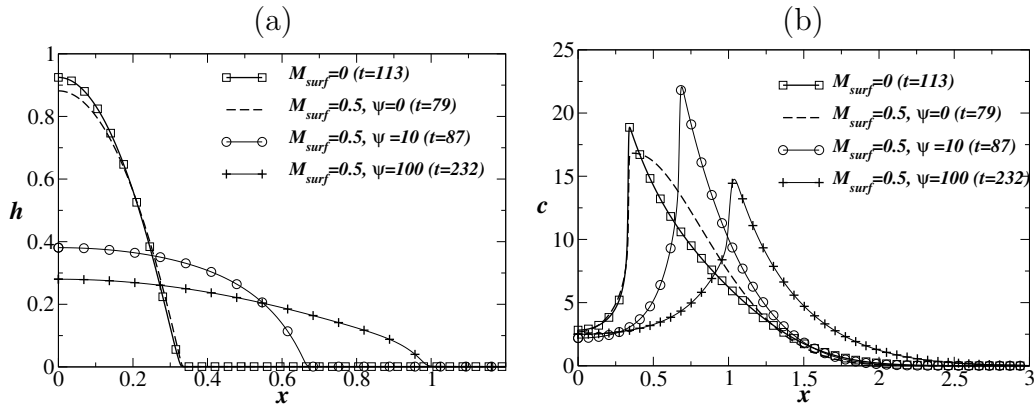 (a)
1
0.8
0.6
0.4
0.2
0
h
0
0.2
0.4
0.6
0.8
1
x
M_surf=0 (t=113)
M_surf=0.5, ψ=0 (t=79)
M_surf=0.5, ψ =10 (t=87)
M_surf=0.5, ψ=100 (t=232)
(b)
25
20
15
10
5
0
c
0
0.5
1
1.5
2
2.5
3
x
M_surf=0 (t=113)
M_surf=0.5, ψ=0 (t=79)
M_surf=0.5, ψ =10 (t=87)
M_surf=0.5, ψ=100 (t=232)